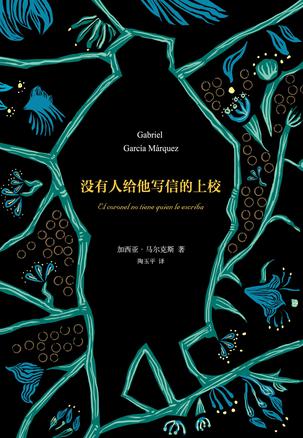 Gabriel
García Márquez
没有人给他写信的上校
El coronel no tiene quien le escriba
加西亚·马尔克斯 著
陶玉平 译